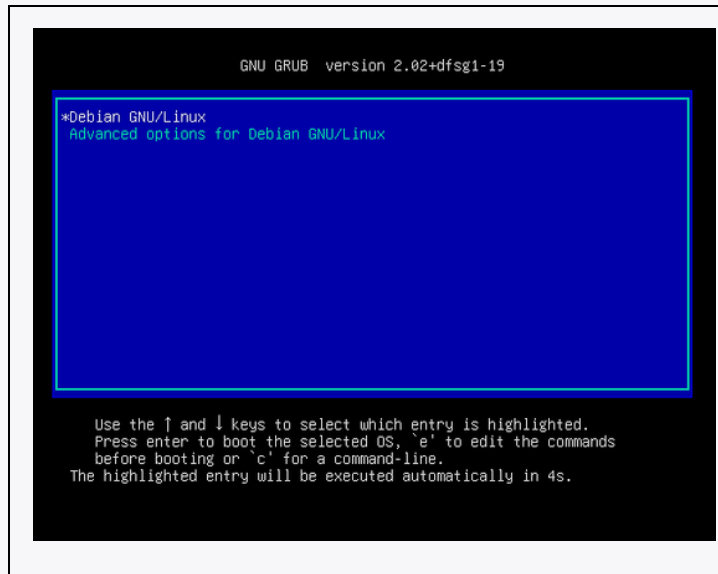 GNU GRUB  version 2.02+dfsg1-19
*Debian GNU/Linux
Advanced options for Debian GNU/Linux
Use the ↑ and ↓ keys to select which entry is highlighted.
Press enter to boot the selected OS, `e' to edit the commands
before booting or `c' for a command-line.
The highlighted entry will be executed automatically in 4s.